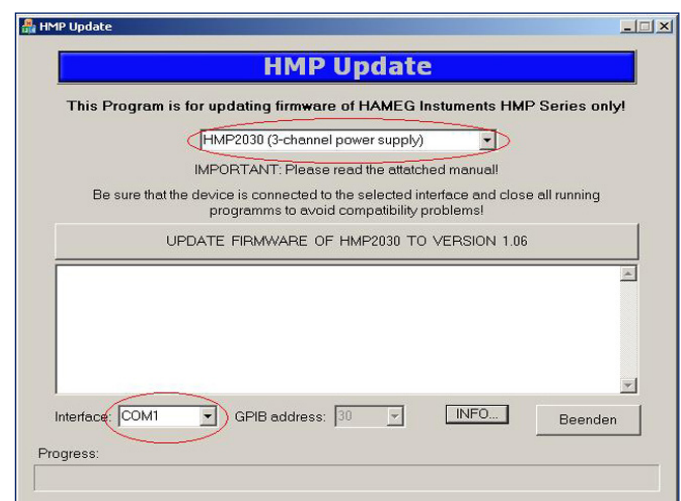 HMP Update
HMP Update
This Program is for updating firmware of HAMEG Instuments HMP Series only!
HMP2030 (3-channel power supply)
IMPORTANT: Please read the attatched manual!
Be sure that the device is connected to the selected interface and close all running
programms to avoid compatibility problems!
UPDATE FIRMWARE OF HMP2030 TO VERSION 1.06
Interface: COM1 GPIB address: 30 INFO... Beenden
Progress: